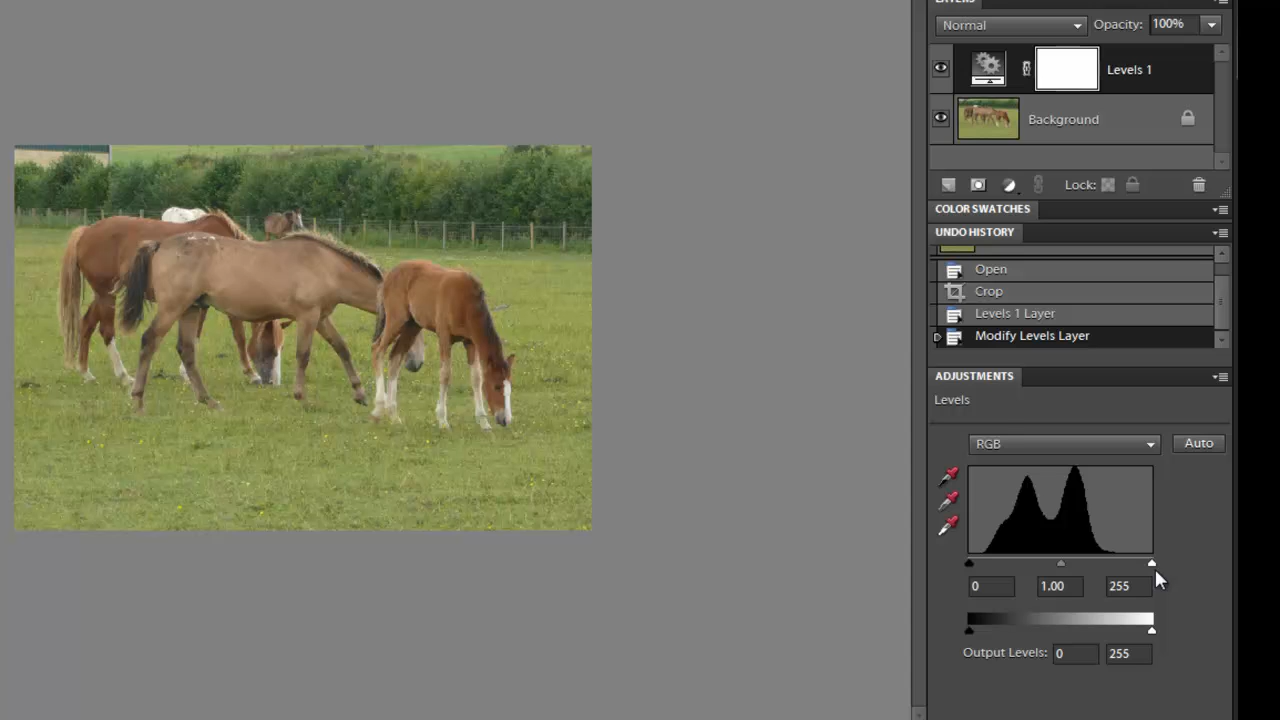 LAYERS
Normal Opacity: 100%
Levels 1
Background
Lock:
COLOR SWATCHES
UNDO HISTORY
Open
Crop
Levels 1 Layer
Modify Levels Layer
ADJUSTMENTS
Levels
RGB Auto
0 1.00 255
Output Levels: 0 255